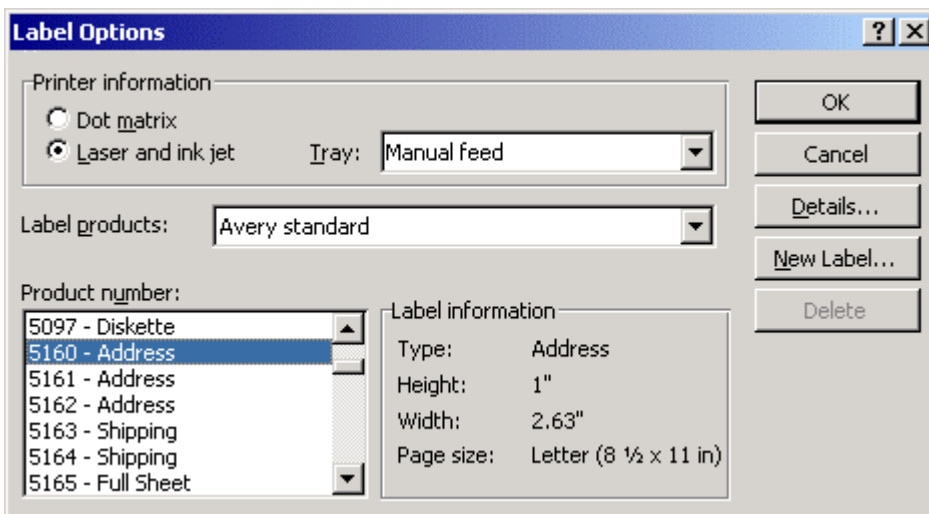 Label Options
Printer information
Dot matrix
Laser and ink jet
Tray:
Manual feed
Label products:
Avery standard
Product number:
5097 - Diskette
5160 - Address
5161 - Address
5162 - Address
5163 - Shipping
5164 - Shipping
5165 - Full Sheet
Label information
Type: Address
Height: 1"
Width: 2.63"
Page size: Letter (8 ½ x 11 in)
OK
Cancel
Details...
New Label...
Delete